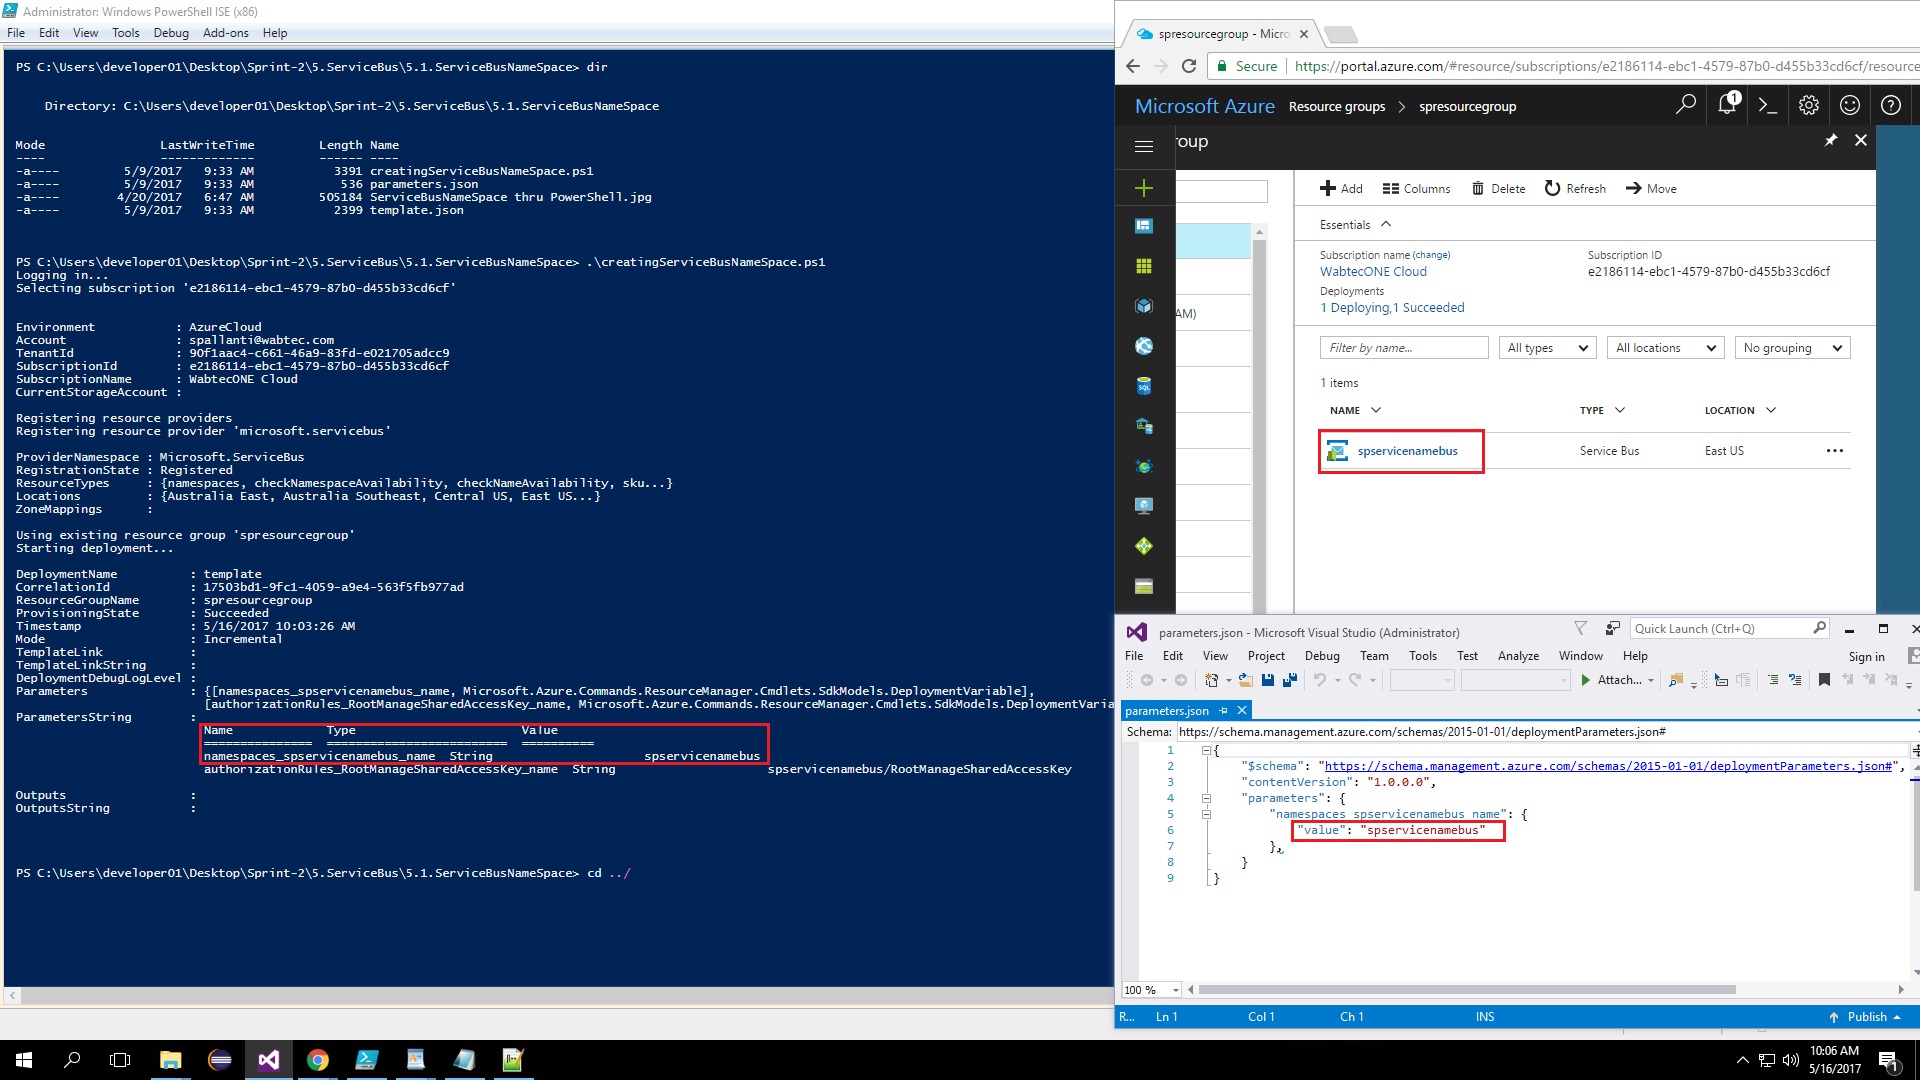 Administrator: Windows PowerShell ISE (x86)
File Edit View Tools Debug Add-ons Help
PS C:\Users\developer01\Desktop\Sprint-2\5.ServiceBus\5.1.ServiceBusNameSpace> dir
Directory: C:\Users\developer01\Desktop\Sprint-2\5.ServiceBus\5.1.ServiceBusNameSpace
Mode LastWriteTime Length Name
---- ------------- ------ ----
-a---- 5/9/2017 9:33 AM 3391 creatingServiceBusNameSpace.ps1
-a---- 5/9/2017 9:33 AM 536 parameters.json
-a---- 4/20/2017 6:47 AM 505184 ServiceBusNameSpace thru PowerShell.jpg
-a---- 5/9/2017 9:33 AM 2399 template.json
PS C:\Users\developer01\Desktop\Sprint-2\5.ServiceBus\5.1.ServiceBusNameSpace> .\creatingServiceBusNameSpace.ps1
Logging in...
Selecting subscription 'e2186114-ebc1-4579-87b0-d455b33cd6cf'
Environment : AzureCloud
Account : spallanti@wabtec.com
TenantId : 90f1aac4-c661-46a9-83fd-e021705adcc9
SubscriptionId : e2186114-ebc1-4579-87b0-d455b33cd6cf
SubscriptionName : WabtecONE Cloud
CurrentStorageAccount :
Registering resource providers
Registering resource provider 'microsoft.servicebus'
ProviderNamespace : Microsoft.ServiceBus
RegistrationState : Registered
ResourceTypes : {namespaces, checkNamespaceAvailability, checkNameAvailability, sku...}
Locations : {Australia East, Australia Southeast, Central US, East US...}
ZoneMappings :
Using existing resource group 'spresourcegroup'
Starting deployment...
DeploymentName : template
CorrelationId : 17503bd1-9fc1-4059-a9e4-563f5fb977ad
ResourceGroupName : spresourcegroup
ProvisioningState : Succeeded
Timestamp : 5/16/2017 10:03:26 AM
Mode : Incremental
TemplateLink :
TemplateLinkString :
DeploymentDebugLogLevel :
Parameters : {[namespaces_spservicenamebus_name, Microsoft.Azure.Commands.ResourceManager.Cmdlets.SdkModels.DeploymentVariable],
[authorizationRules_RootManageSharedAccessKey_name, Microsoft.Azure.Commands.ResourceManager.Cmdlets.SdkModels.DeploymentVaria
ParametersString :
Name Type Value
=============== ========================= ==========
namespaces_spservicenamebus_name String spservicenamebus
authorizationRules_RootManageSharedAccessKey_name String spservicenamebus/RootManageSharedAccessKey
Outputs :
OutputsString :
PS C:\Users\developer01\Desktop\Sprint-2\5.ServiceBus\5.1.ServiceBusNameSpace> cd ../
spresourcegroup - Micro
Secure https://portal.azure.com/#resource/subscriptions/e2186114-ebc1-4579-87b0-d455b33cd6cf/resource
Microsoft Azure Resource groups > spresourcegroup 1
oup
Add Columns Delete Refresh Move
Essentials
Subscription name (change) Subscription ID
WabtecONE Cloud e2186114-ebc1-4579-87b0-d455b33cd6cf
Deployments
1 Deploying,1 Succeeded
AM)
Filter by name... All types All locations No grouping
1 items
NAME TYPE LOCATION
spservicenamebus Service Bus East US
SQL
parameters.json - Microsoft Visual Studio (Administrator) Quick Launch (Ctrl+Q)
File Edit View Project Debug Team Tools Test Analyze Window Help Sign in
Attach...
parameters.json
Schema: https://schema.management.azure.com/schemas/2015-01-01/deploymentParameters.json#
1 {
2 "$schema": "https://schema.management.azure.com/schemas/2015-01-01/deploymentParameters.json#",
3 "contentVersion": "1.0.0.0",
4 "parameters": {
5 "namespaces_spservicenamebus_name": {
6 "value": "spservicenamebus"
7 },
8 }
9 }
100 %
R... Ln 1 Col 1 Ch 1 INS Publish
10:06 AM
5/16/2017
1